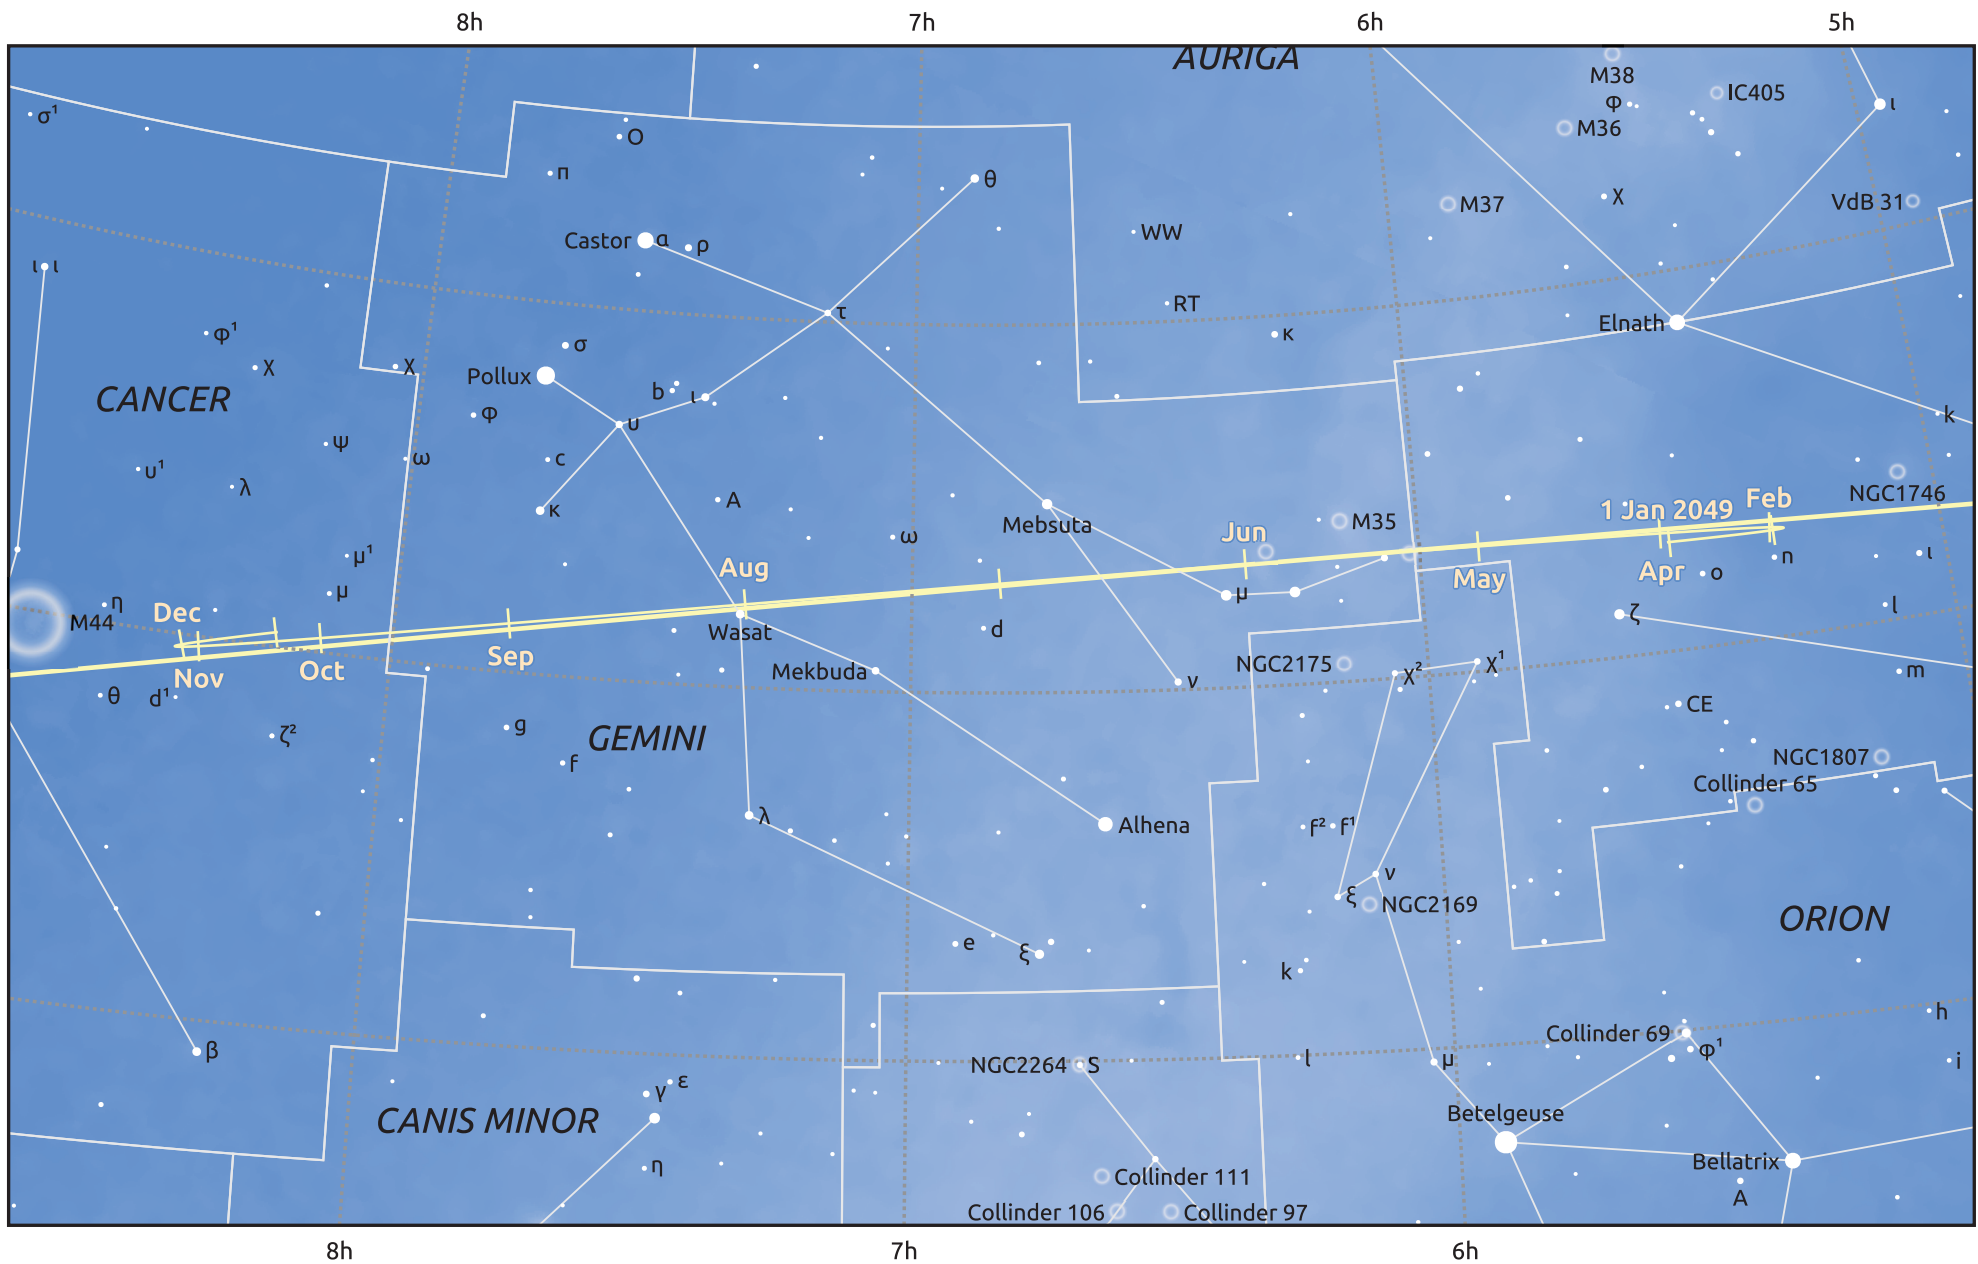 8h 7h 6h 5h
AURIGA
M38
IC405
φ
M36
ι
σ¹
Ο
π
θ
χ
M37
VdB 31
WW
Castor α ρ
ι ι
RT
τ
Elnath
φ¹
κ
σ
χ
χ
Pollux
b
ι
CANCER
φ
k
υ
ψ
ω
c
υ¹
λ
A
NGC1746
κ
Mebsuta
M35
1 Jan 2049
Feb
Jun
ω
μ¹
Aug
May
Apr
o
n
ι
η
μ
μ
Dec
M44
l
ζ
Wasat
d
Sep
NGC2175
χ²
χ¹
Oct
Nov
Mekbuda
ν
m
θ
d¹
ζ²
g
GEMINI
CE
f
NGC1807
Collinder 65
λ
Alhena
f² f¹
ν
ξ
NGC2169
ORION
e
ξ
k
h
Collinder 69
β
φ¹
NGC2264 S
l
μ
i
ε
γ
CANIS MINOR
Betelgeuse
η
Bellatrix
A
Collinder 111
Collinder 106
Collinder 97
8h 7h 6h